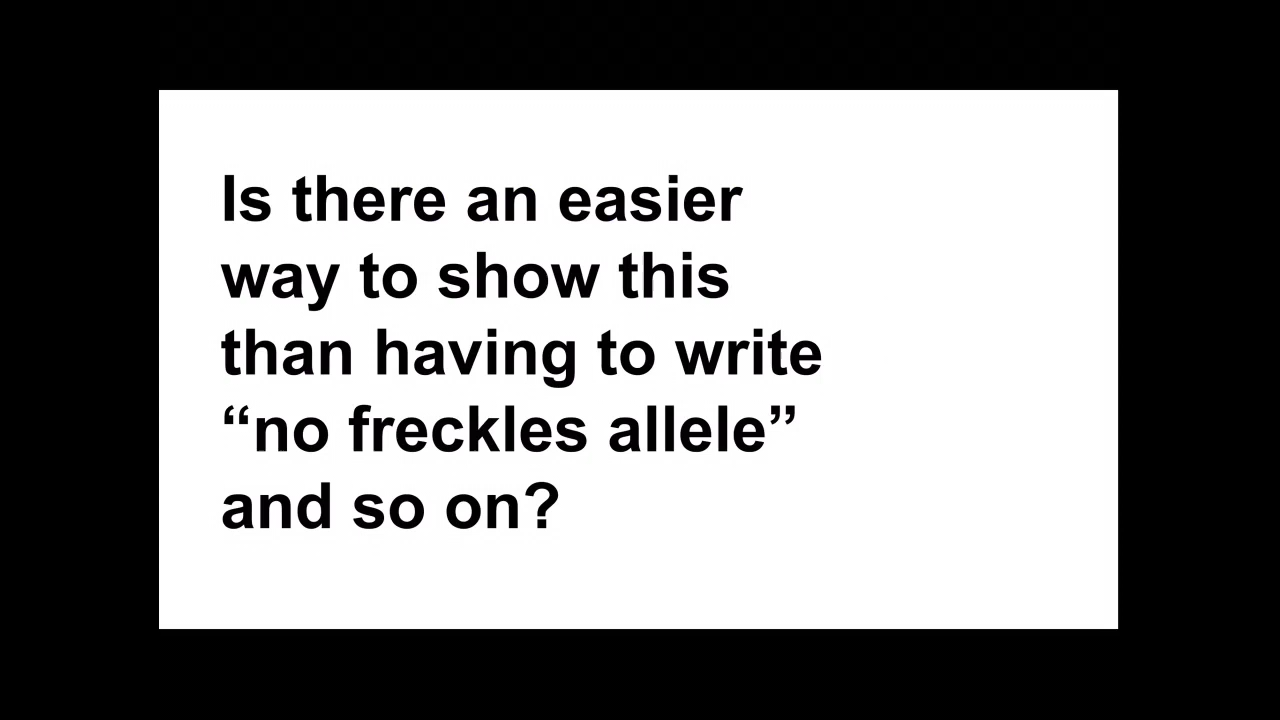 Is there an easier
way to show this
than having to write
“no freckles allele”
and so on?